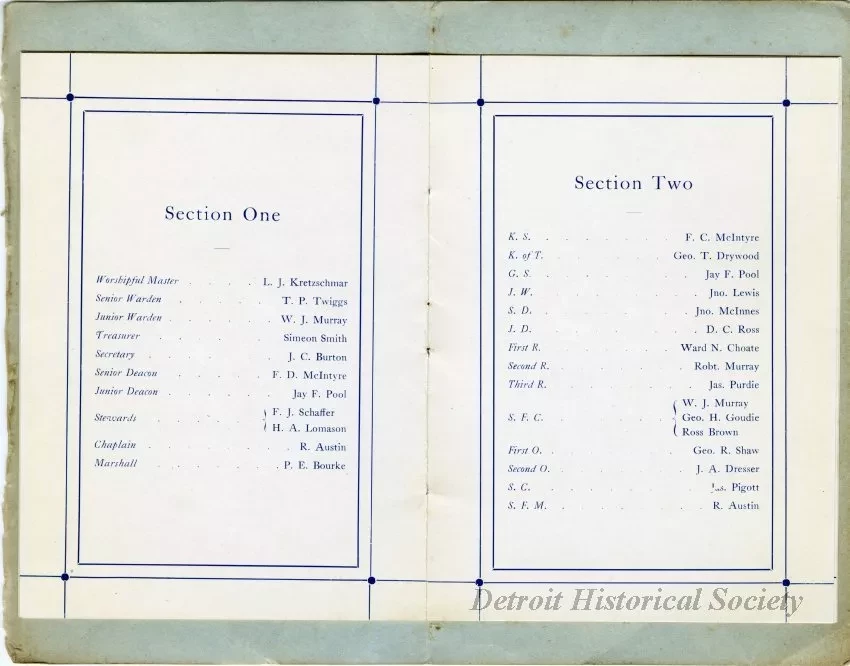 Section One
Worshipful Master . . . . L. J. Kretzschmar
Senior Warden . . . . . T. P. Twiggs
Junior Warden . . . . . W. J. Murray
Treasurer . . . . . Simeon Smith
Secretary . . . . . J. C. Burton
Senior Deacon . . . . . F. D. McIntyre
Junior Deacon . . . . . Jay F. Pool
Stewards . . . . . F. J. Schaffer
H. A. Lomason
Chaplain . . . . . . R. Austin
Marshall . . . . . . P. E. Bourke
Section Two
K. S. . . . . . . F. C. McIntyre
K. of T. . . . . . . Geo. T. Drywood
G. S. . . . . . . Jay F. Pool
J. W. . . . . . . Jno. Lewis
S. D. . . . . . . Jno. McInnes
J. D. . . . . . . D. C. Ross
First R. . . . . . . Ward N. Choate
Second R. . . . . . . Robt. Murray
Third R. . . . . . . Jas. Purdie
W. J. Murray
S. F. C. . . . . . . Geo. H. Goudie
Ross Brown
First O. . . . . . . Geo. R. Shaw
Second O. . . . . . . J. A. Dresser
S. C. . . . . . . Jas. Pigott
S. F. M. . . . . . . R. Austin
Detroit Historical Society